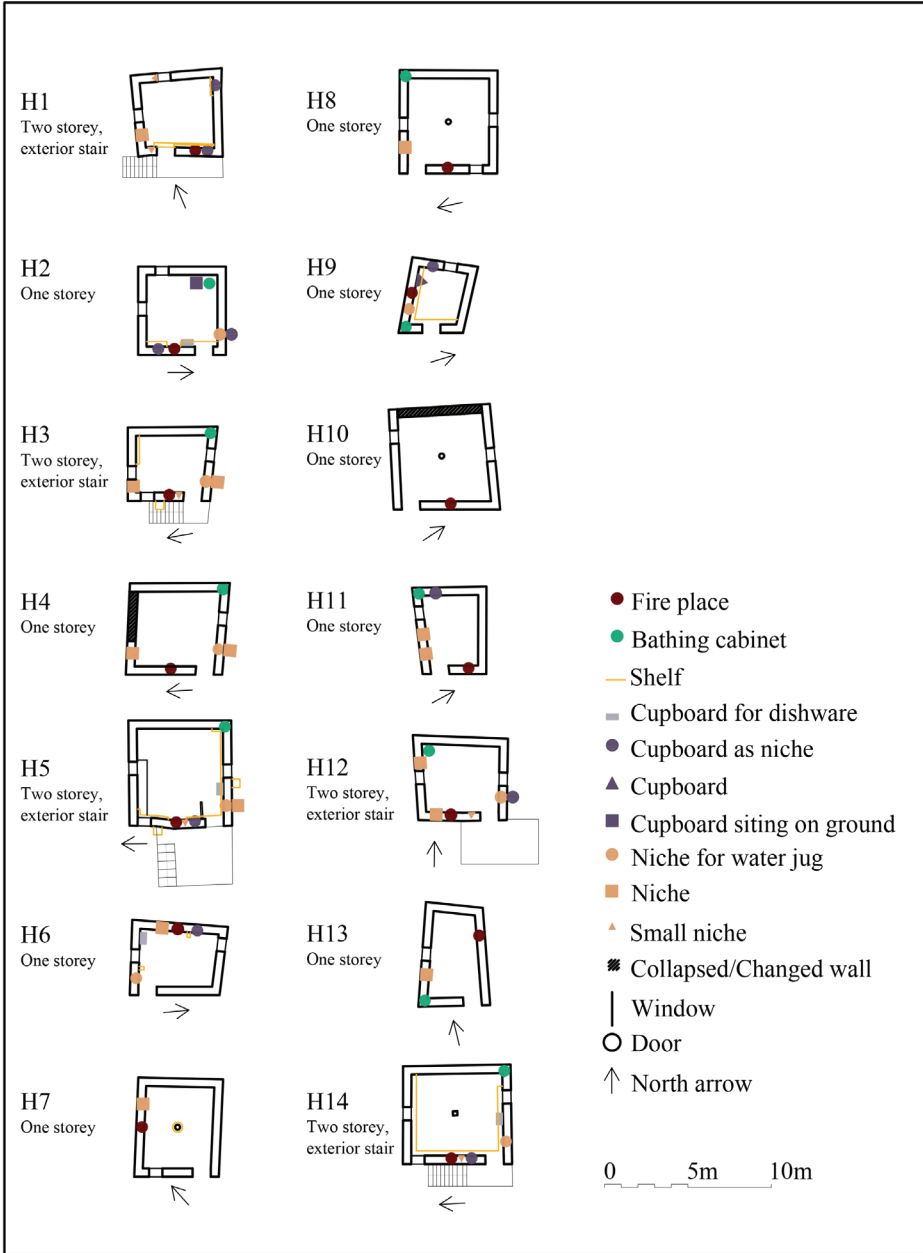 H1
Two storey,
exterior stair
H2
One storey
H3
Two storey,
exterior stair
H4
One storey
H5
Two storey,
exterior stair
H6
One storey
H7
One storey
H8
One storey
H9
One storey
H10
One storey
H11
One storey
H12
Two storey,
exterior stair
H13
One storey
H14
Two storey,
exterior stair
Fire place
Bathing cabinet
Shelf
Cupboard for dishware
Cupboard as niche
Cupboard
Cupboard siting on ground
Niche for water jug
Niche
Small niche
Collapsed/Changed wall
Window
Door
North arrow
0 5m 10m